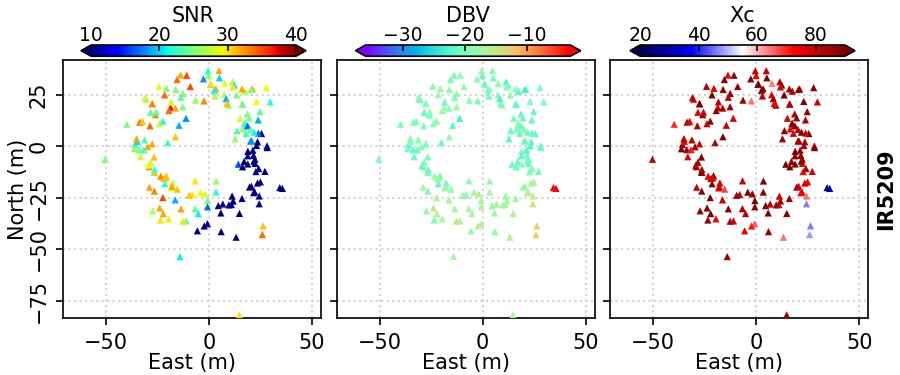 SNR DBV Xc
10 20 30 40 −30 −20 −10 20 40 60 80
North (m)
25
0
−25
−50
−75
−50 0 50 −50 0 50 −50 0 50
East (m) East (m) East (m)
IR5209